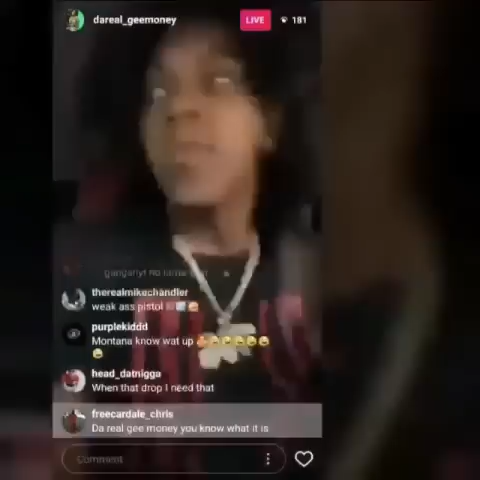 dareal_geemoney
LIVE
181
therealmikechandler
weak ass pistol
purplekiddd
Montana know wat up 🥰😂😂😂😂😂
😂
head_datnigga
When that drop I need that
freecardale_chris
Da real gee money you know what it is
Comment